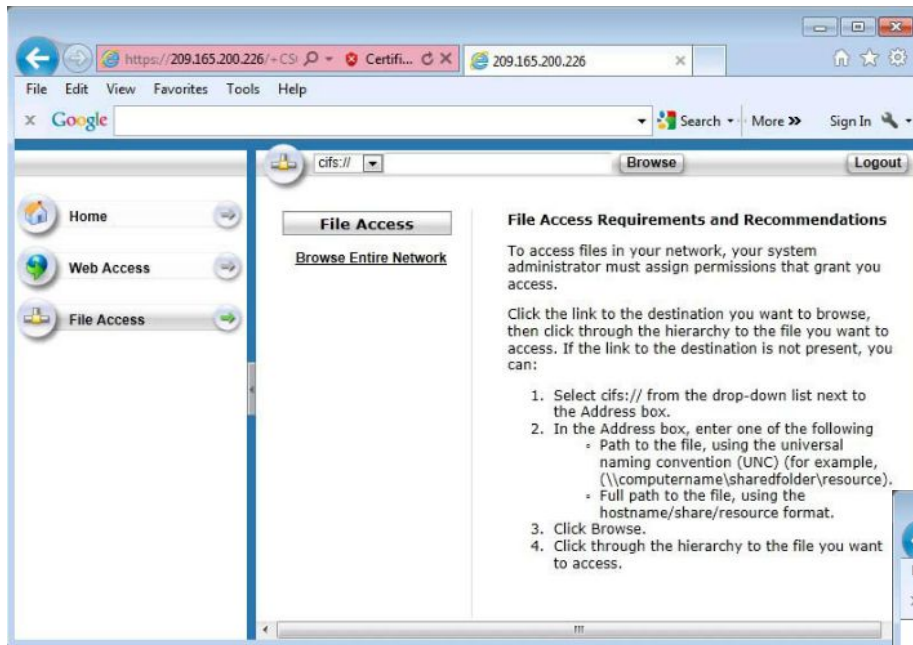 https://209.165.200.226/+CS
Certifi...
209.165.200.226
File Edit View Favorites Tools Help
x Google
Search
More »
Sign In
cifs://
Browse
Logout
Home
Web Access
File Access
File Access
Browse Entire Network
File Access Requirements and Recommendations
To access files in your network, your system
administrator must assign permissions that grant you
access.
Click the link to the destination you want to browse,
then click through the hierarchy to the file you want to
access. If the link to the destination is not present, you
can:
1. Select cifs:// from the drop-down list next to
the Address box.
2. In the Address box, enter one of the following
◦ Path to the file, using the universal
naming convention (UNC) (for example,
(\\computername\sharedfolder\resource).
◦ Full path to the file, using the
hostname/share/resource format.
3. Click Browse.
4. Click through the hierarchy to the file you want
to access.